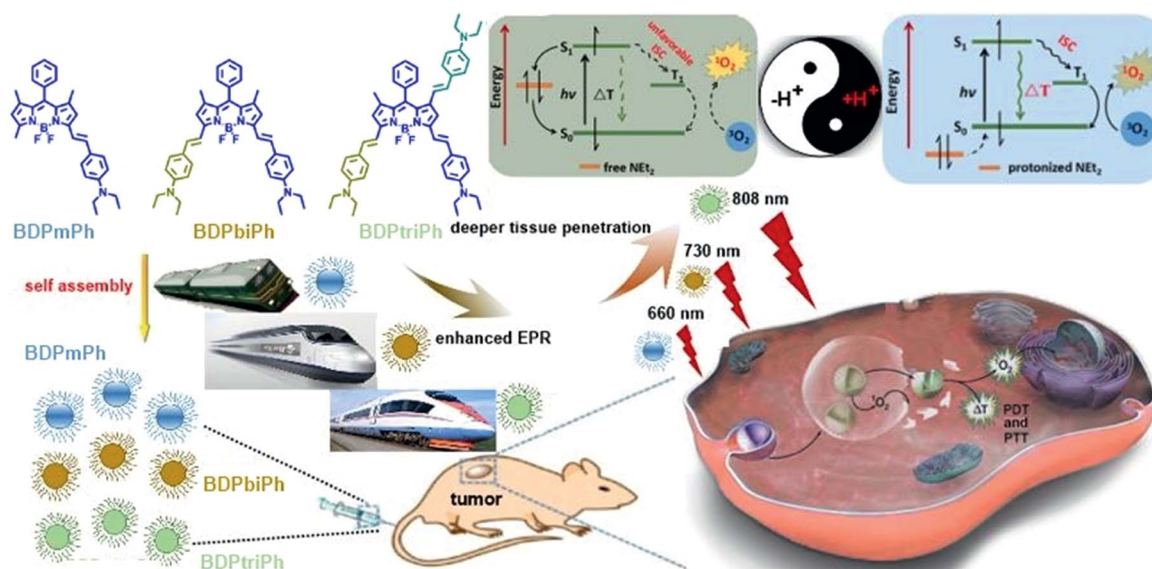 N
N
B
F
F
N
BDPmPh
N
N
B
F
F
N
N
BDPbiPh
N
N
N
B
F
F
N
N
BDPtriPh
Energy
S1
unfavorable
ISC
T1
hv
ΔT
S0
¹O₂
³O₂
free NEt₂
-H⁺
+H⁺
Energy
S1
ISC
T1
hv
ΔT
S0
¹O₂
³O₂
protonized NEt₂
deeper tissue penetration
808 nm
730 nm
660 nm
self assembly
enhanced EPR
BDPmPh
BDPbiPh
BDPtriPh
tumor
¹O₂
O₂
ΔT
PDT
and
PTT